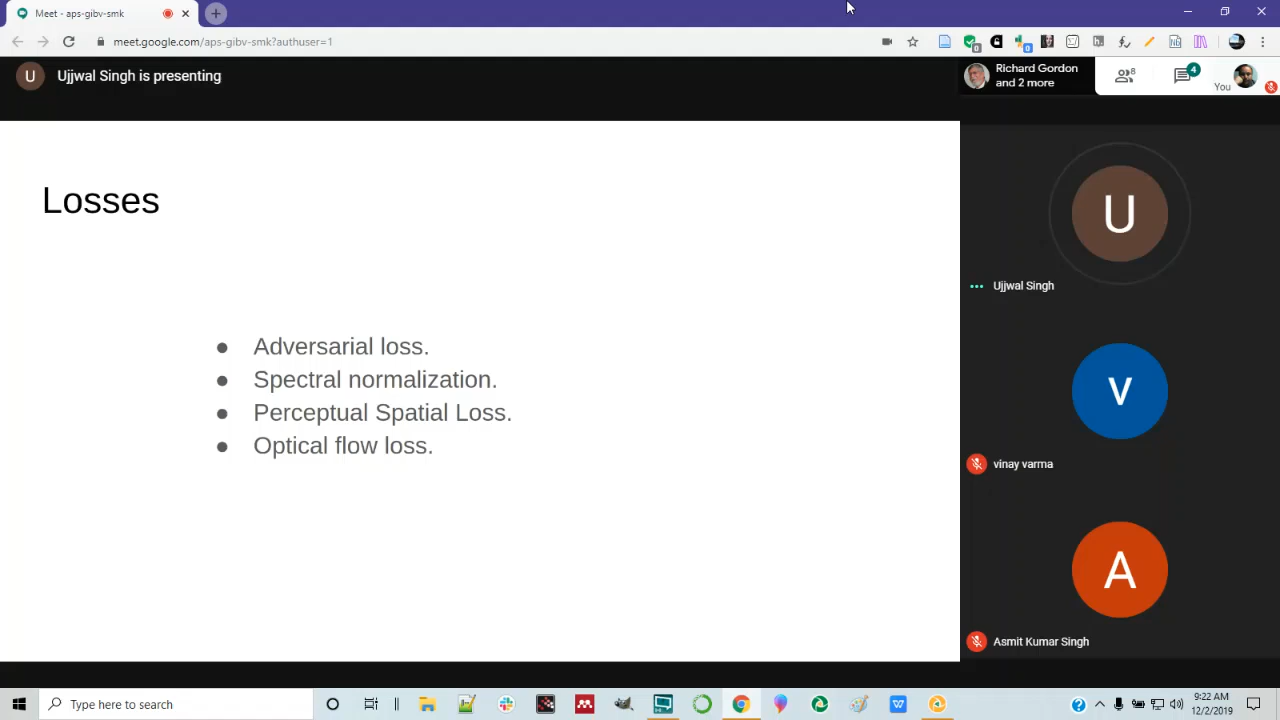 Meet - aps-gibv-smk
meet.google.com/aps-gibv-smk?authuser=1
U
Ujjwal Singh is presenting
Richard Gordon
and 2 more
8
4
You
Losses
● Adversarial loss.
● Spectral normalization.
● Perceptual Spatial Loss.
● Optical flow loss.
U
Ujjwal Singh
v
vinay varma
A
Asmit Kumar Singh
Type here to search
9:22 AM
12/2/2019